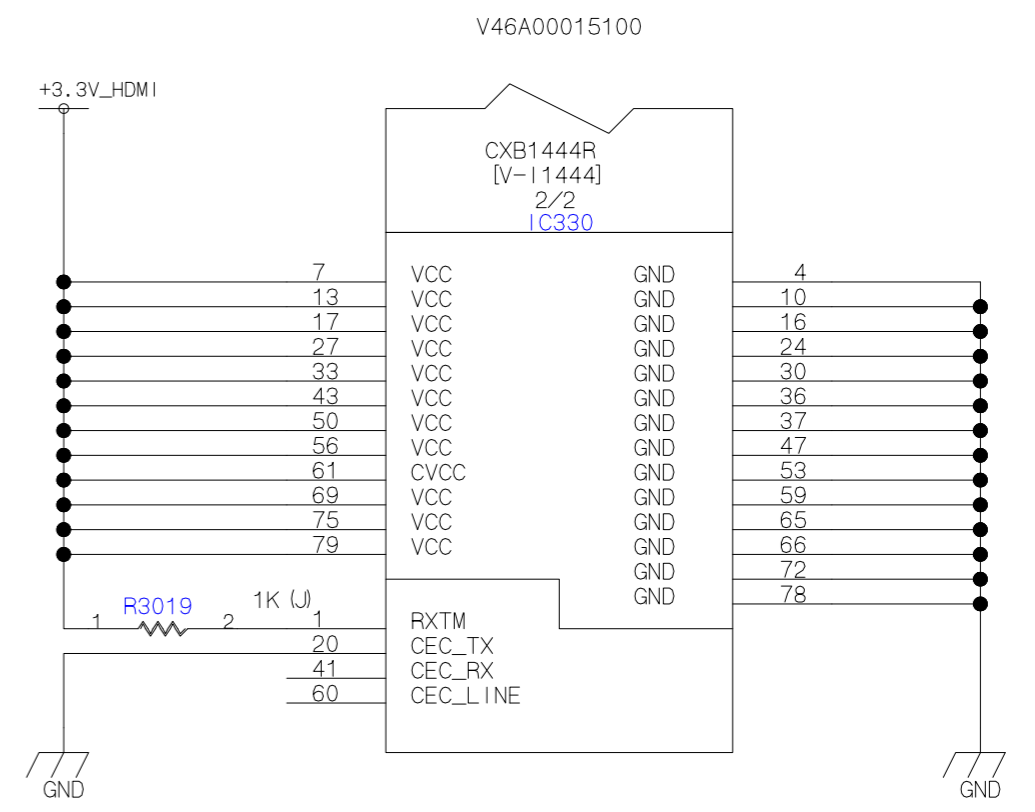 V46A00015100
+3.3V_HDMI
CXB1444R
[V-I1444]
2/2
IC330
7 VCC GND 4
13 VCC GND 10
17 VCC GND 16
27 VCC GND 24
33 VCC GND 30
43 VCC GND 36
50 VCC GND 37
56 VCC GND 47
61 CVCC GND 53
69 VCC GND 59
75 VCC GND 65
79 VCC GND 66
GND 72
GND 78
R3019 1K (J)
1 2 1 RXTM
20 CEC_TX
41 CEC_RX
60 CEC_LINE
GND GND